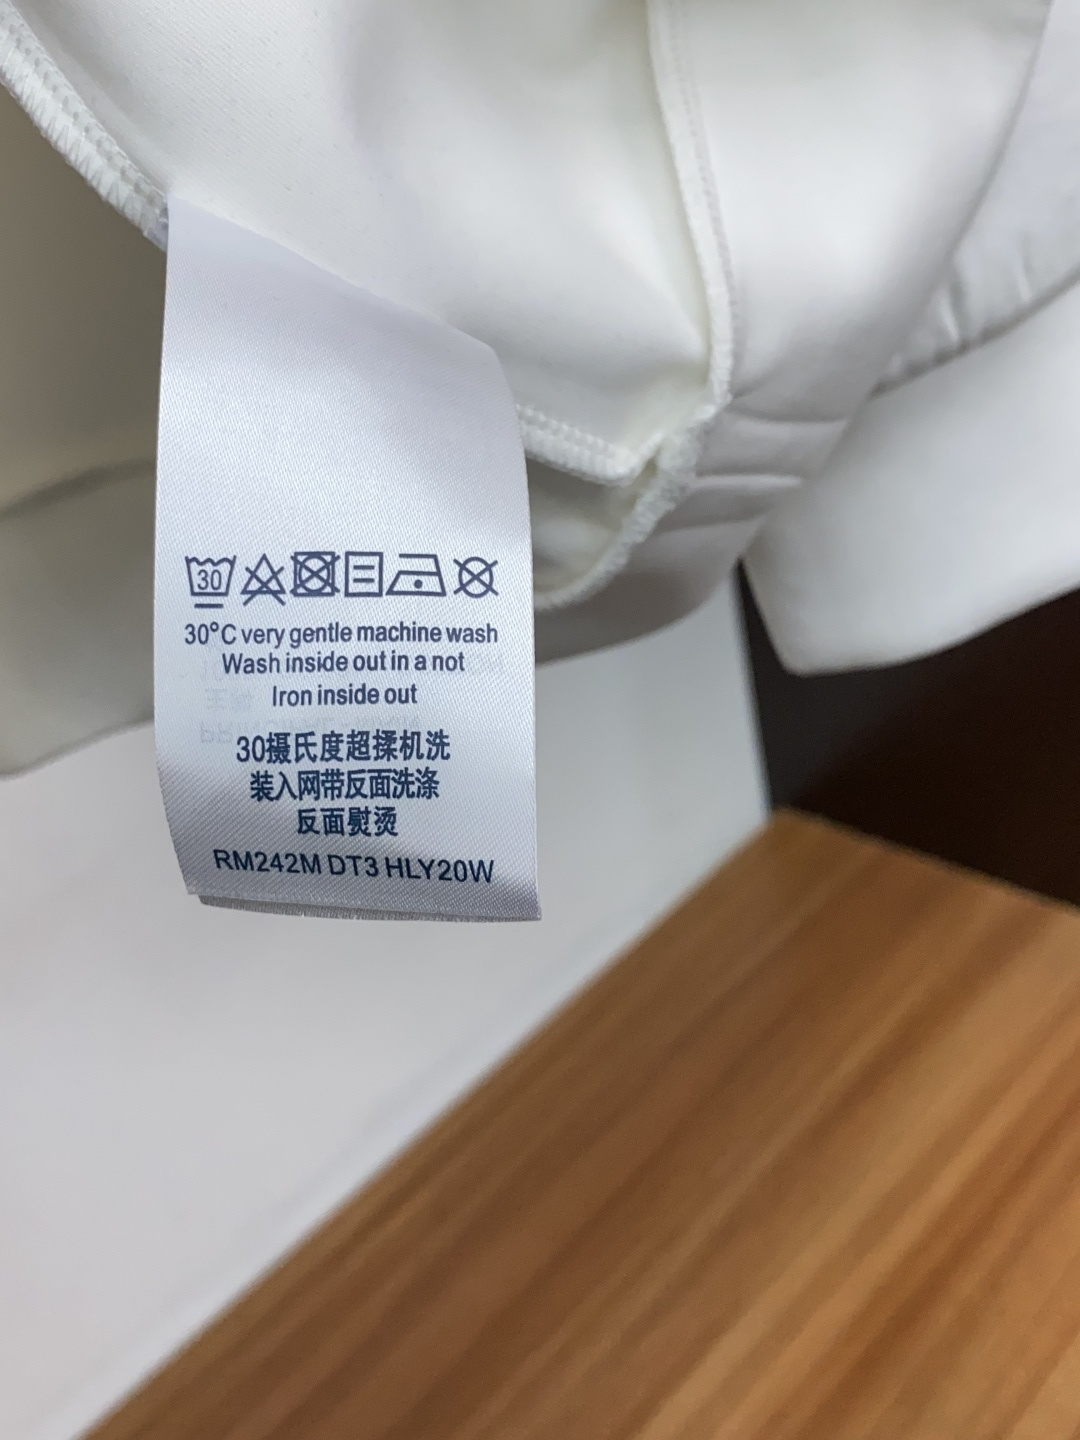 30
30°C very gentle machine wash
Wash inside out in a not
Iron inside out
30摄氏度超揉机洗
装入网带反面洗涤
反面熨烫
RM242M DT3 HLY20W